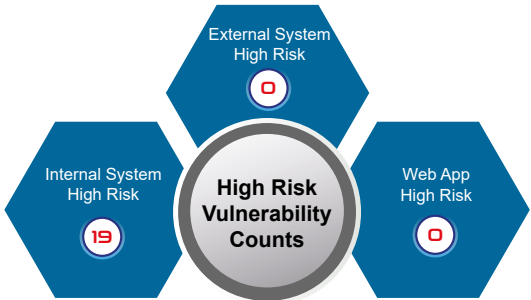 External System
High Risk
0
Internal System
High Risk
19
High Risk
Vulnerability
Counts
Web App
High Risk
0